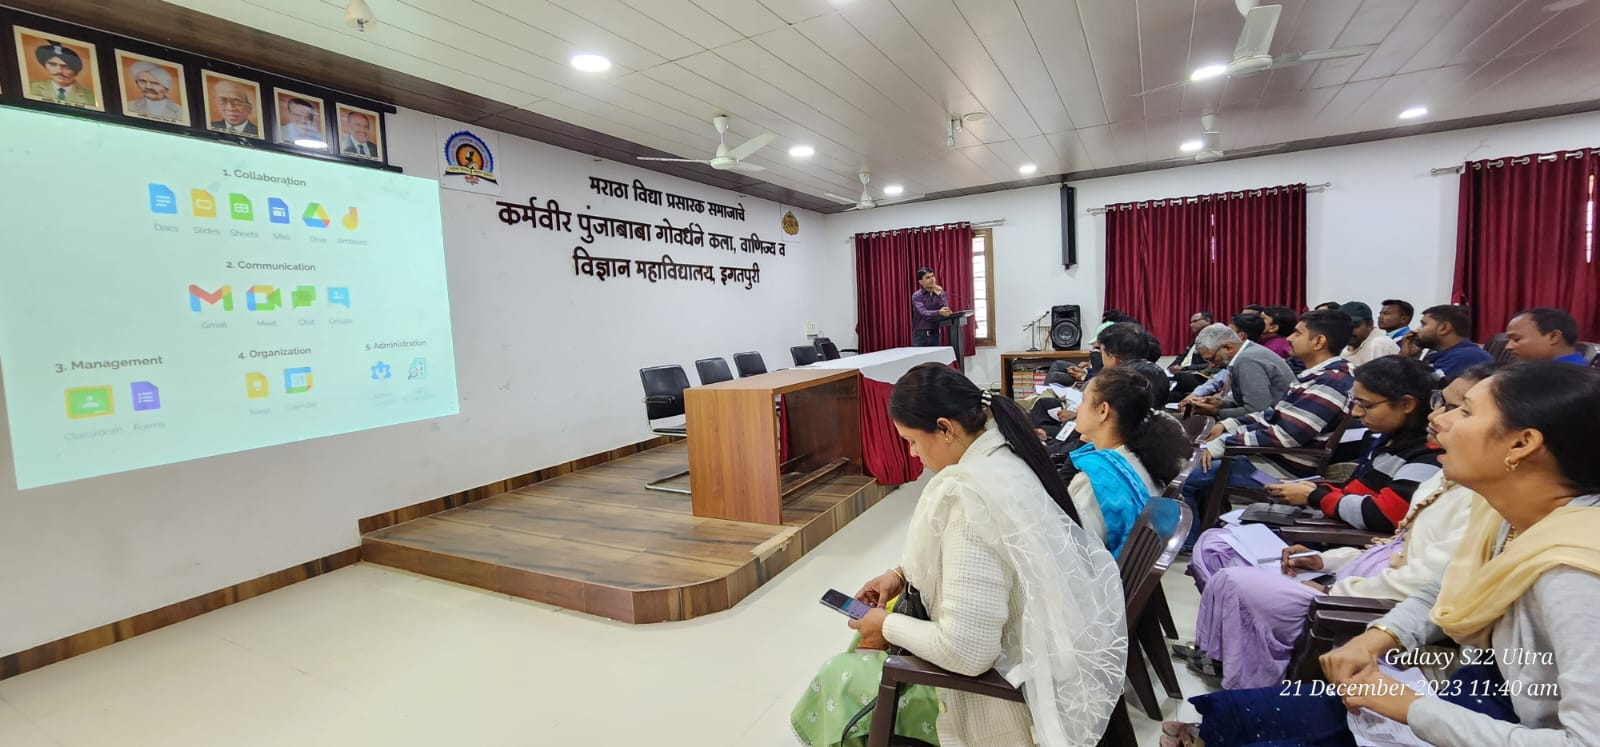 1. Collaboration
Docs Slides Sheets Sites Drive Jamboard
2. Communication
Gmail Meet Chat Groups
3. Management
Classroom Forms
4. Organization
Keep Calendar
5. Administration
मराठा विद्या प्रसारक समाजाचे
कर्मवीर पुंजाबाबा गोवर्धने कला, वाणिज्य व
विज्ञान महाविद्यालय, इगतपुरी
Galaxy S22 Ultra
21 December 2023 11:40 am